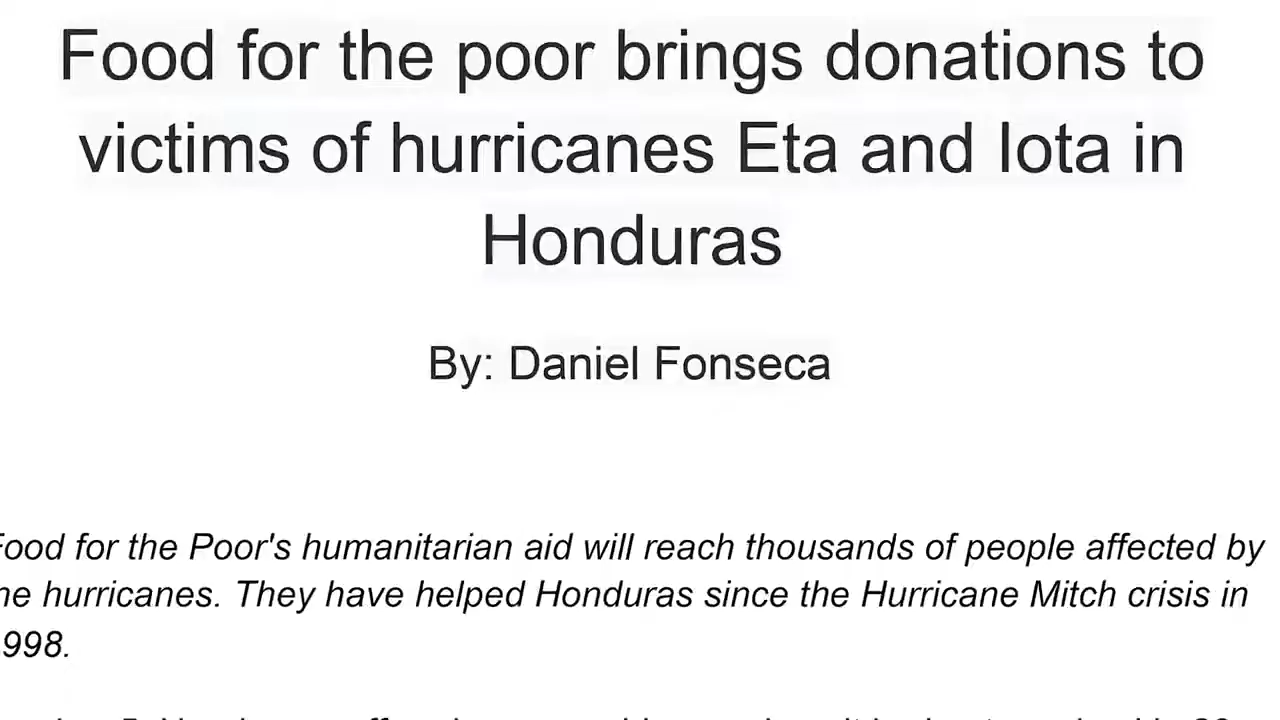 Food for the poor brings donations to
victims of hurricanes Eta and Iota in
Honduras
By: Daniel Fonseca
Food for the Poor's humanitarian aid will reach thousands of people affected by
he hurricanes. They have helped Honduras since the Hurricane Mitch crisis in
998.